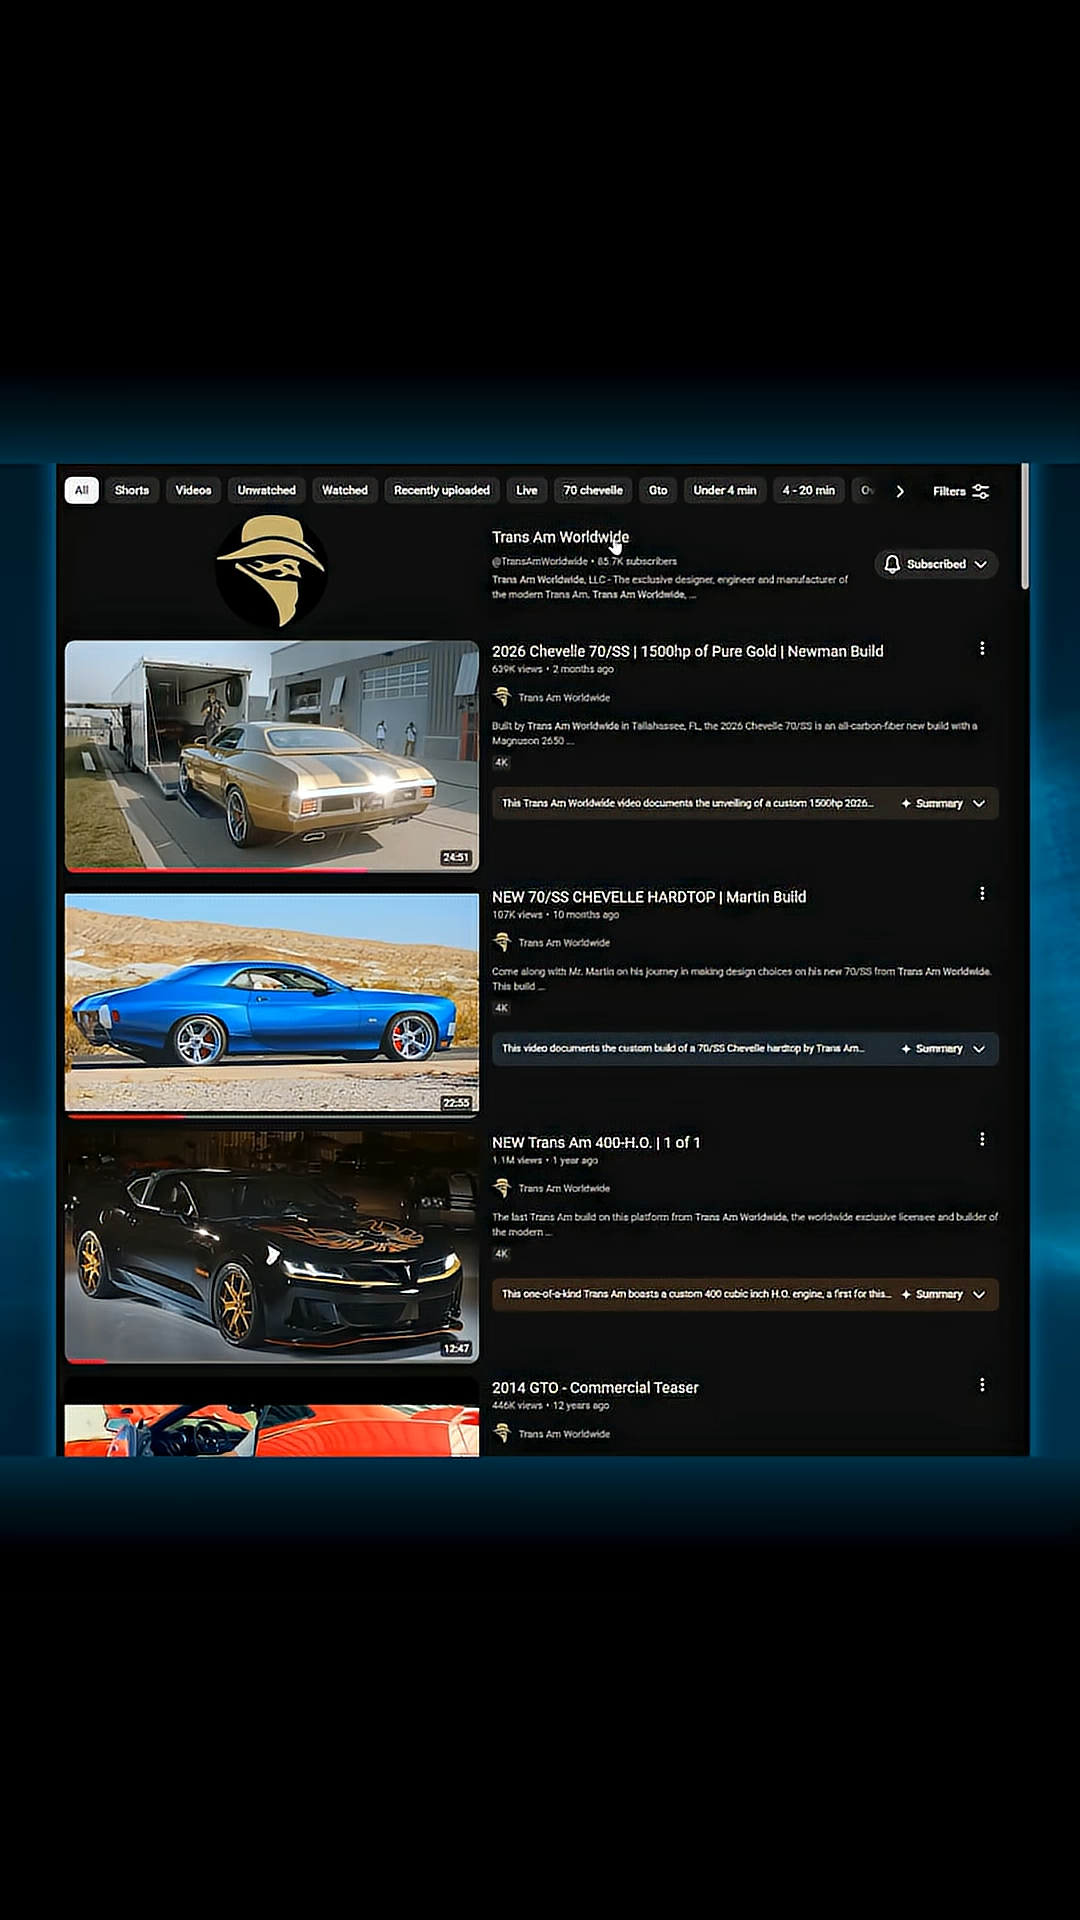 All Shorts Videos Unwatched Watched Recently uploaded Live 70 chevelle Gto Under 4 min 4 - 20 min Filters
Trans Am Worldwide
@TransAmWorldwide • 85.7K subscribers
Trans Am Worldwide, LLC - The exclusive designer, engineer and manufacturer of
the modern Trans Am. Trans Am Worldwide, ...
Subscribed
2026 Chevelle 70/SS | 1500hp of Pure Gold | Newman Build
639K views • 2 months ago
Trans Am Worldwide
Built by Trans Am Worldwide in Tallahassee, FL, the 2026 Chevelle 70/SS is an all-carbon-fiber new build with a
Magnuson 2650 ...
4K
This Trans Am Worldwide video documents the unveiling of a custom 1500hp 2026... Summary
24:51
NEW 70/SS CHEVELLE HARDTOP | Martin Build
107K views • 10 months ago
Trans Am Worldwide
Come along with Mr. Martin on his journey in making design choices on his new 70/SS from Trans Am Worldwide.
This build ...
4K
This video documents the custom build of a 70/SS Chevelle hardtop by Trans Am... Summary
22:55
NEW Trans Am 400-H.O. | 1 of 1
1.1M views • 1 year ago
Trans Am Worldwide
The last Trans Am build on this platform from Trans Am Worldwide, the worldwide exclusive licensee and builder of
the modern ...
4K
This one-of-a-kind Trans Am boasts a custom 400 cubic inch H.O. engine, a first for this... Summary
12:47
2014 GTO - Commercial Teaser
446K views • 12 years ago
Trans Am Worldwide